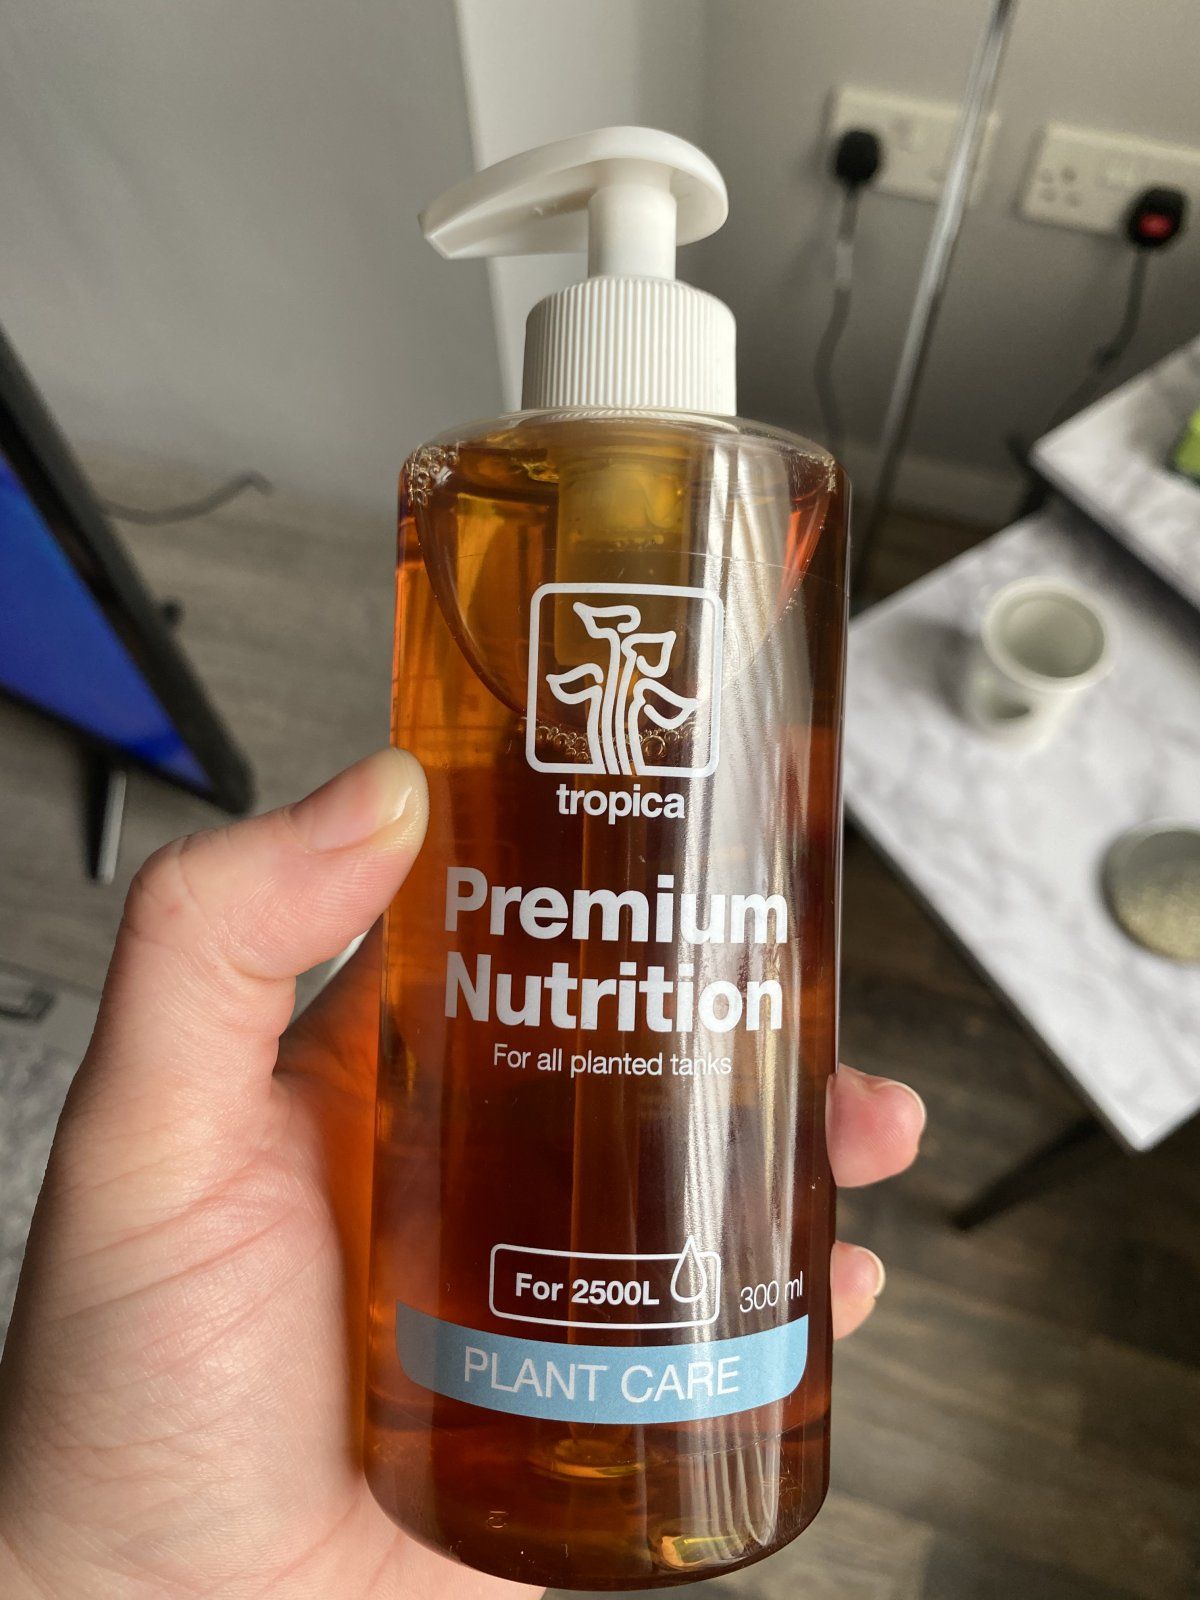 tropica
Premium
Nutrition
For all planted tanks
For 2500L
300 ml
PLANT CARE